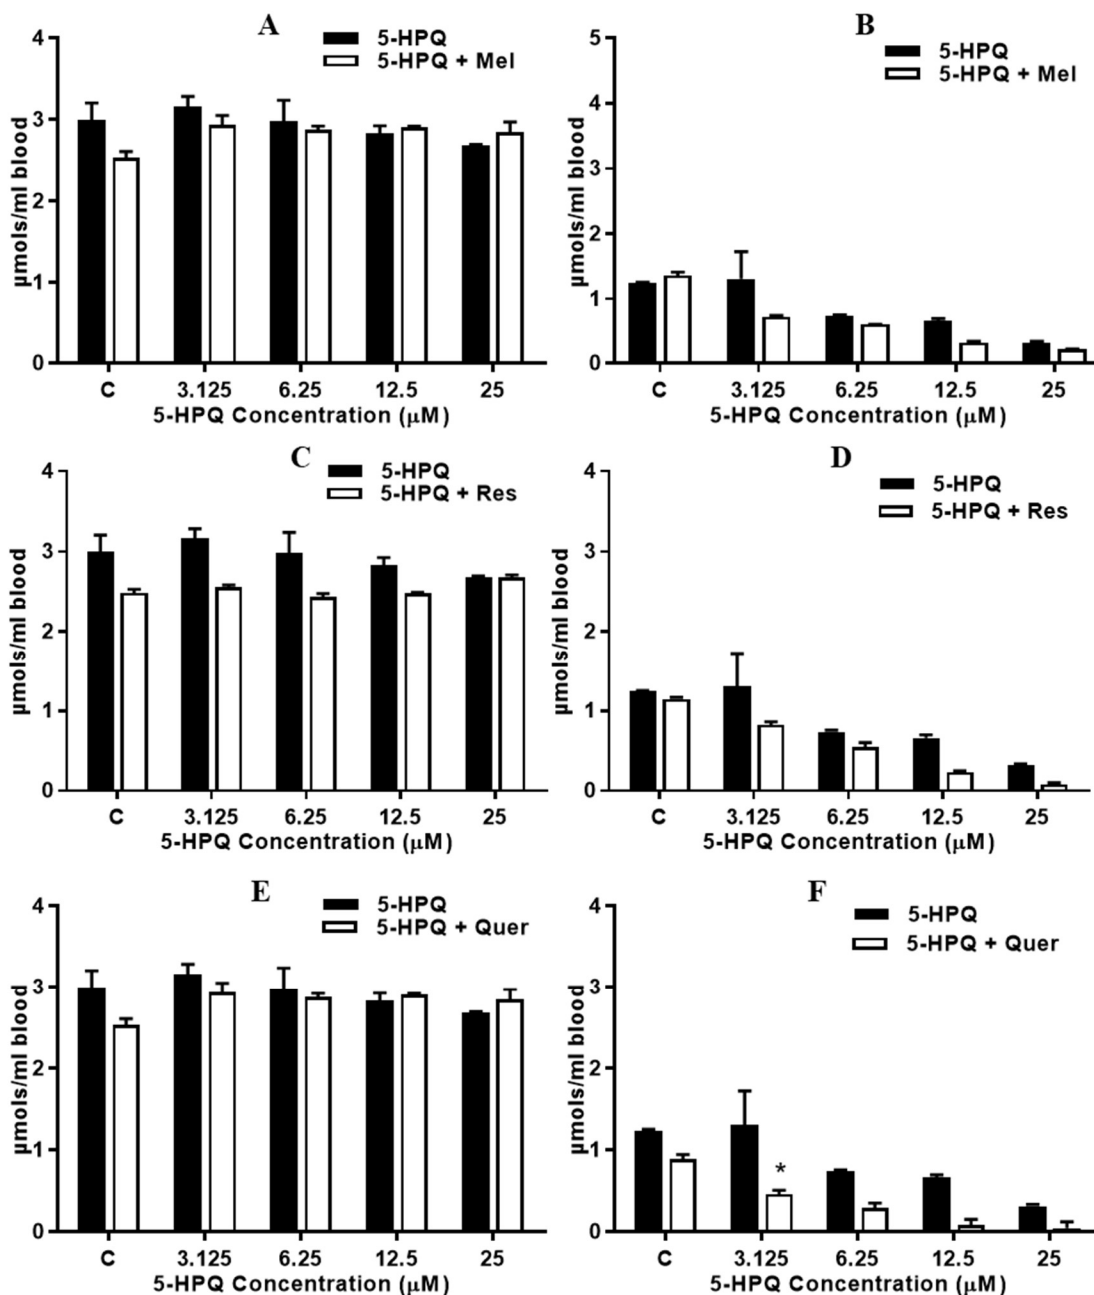 A
5-HPQ
5-HPQ + Mel
µmols/ml blood
4
3
2
1
0
C 3.125 6.25 12.5 25
5-HPQ Concentration (µM)
B
5-HPQ
5-HPQ + Mel
µmols/ml blood
5
4
3
2
1
0
C 3.125 6.25 12.5 25
5-HPQ Concentration (µM)
C
5-HPQ
5-HPQ + Res
µmols/ml blood
4
3
2
1
0
C 3.125 6.25 12.5 25
5-HPQ Concentration (µM)
D
5-HPQ
5-HPQ + Res
µmols/ml blood
4
3
2
1
0
C 3.125 6.25 12.5 25
5-HPQ Concentration (µM)
E
5-HPQ
5-HPQ + Quer
µmols/ml blood
4
3
2
1
0
C 3.125 6.25 12.5 25
5-HPQ Concentration (µM)
F
5-HPQ
5-HPQ + Quer
µmols/ml blood
4
3
2
1
0
*
C 3.125 6.25 12.5 25
5-HPQ Concentration (µM)